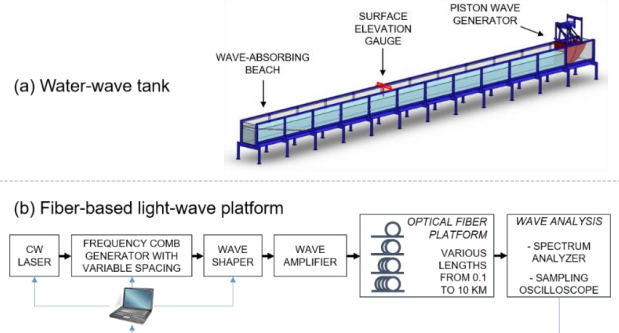 PISTON WAVE
GENERATOR
SURFACE
ELEVATION
GAUGE
WAVE-ABSORBING
BEACH
(a) Water-wave tank
(b) Fiber-based light-wave platform
CW
LASER
FREQUENCY COMB
GENERATOR WITH
VARIABLE SPACING
WAVE
SHAPER
WAVE
AMPLIFIER
OPTICAL FIBER
PLATFORM
VARIOUS
LENGTHS
FROM 0.1
TO 10 KM
WAVE ANALYSIS
- SPECTRUM
ANALYZER
- SAMPLING
OSCILLOSCOPE